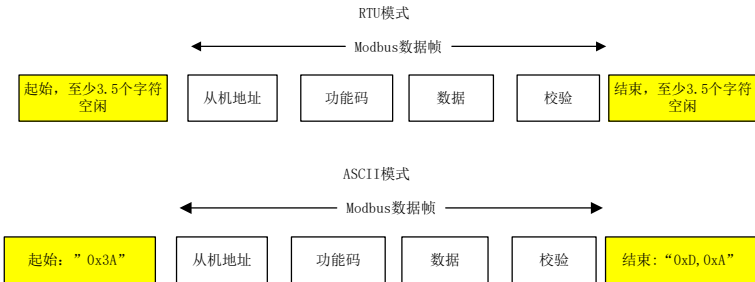 RTU模式
Modbus数据帧
起始，至少3.5个字符
空闲
从机地址
功能码
数据
校验
结束，至少3.5个字符
空闲
ASCII模式
Modbus数据帧
起始：”0x3A”
从机地址
功能码
数据
校验
结束：“0xD,0xA”